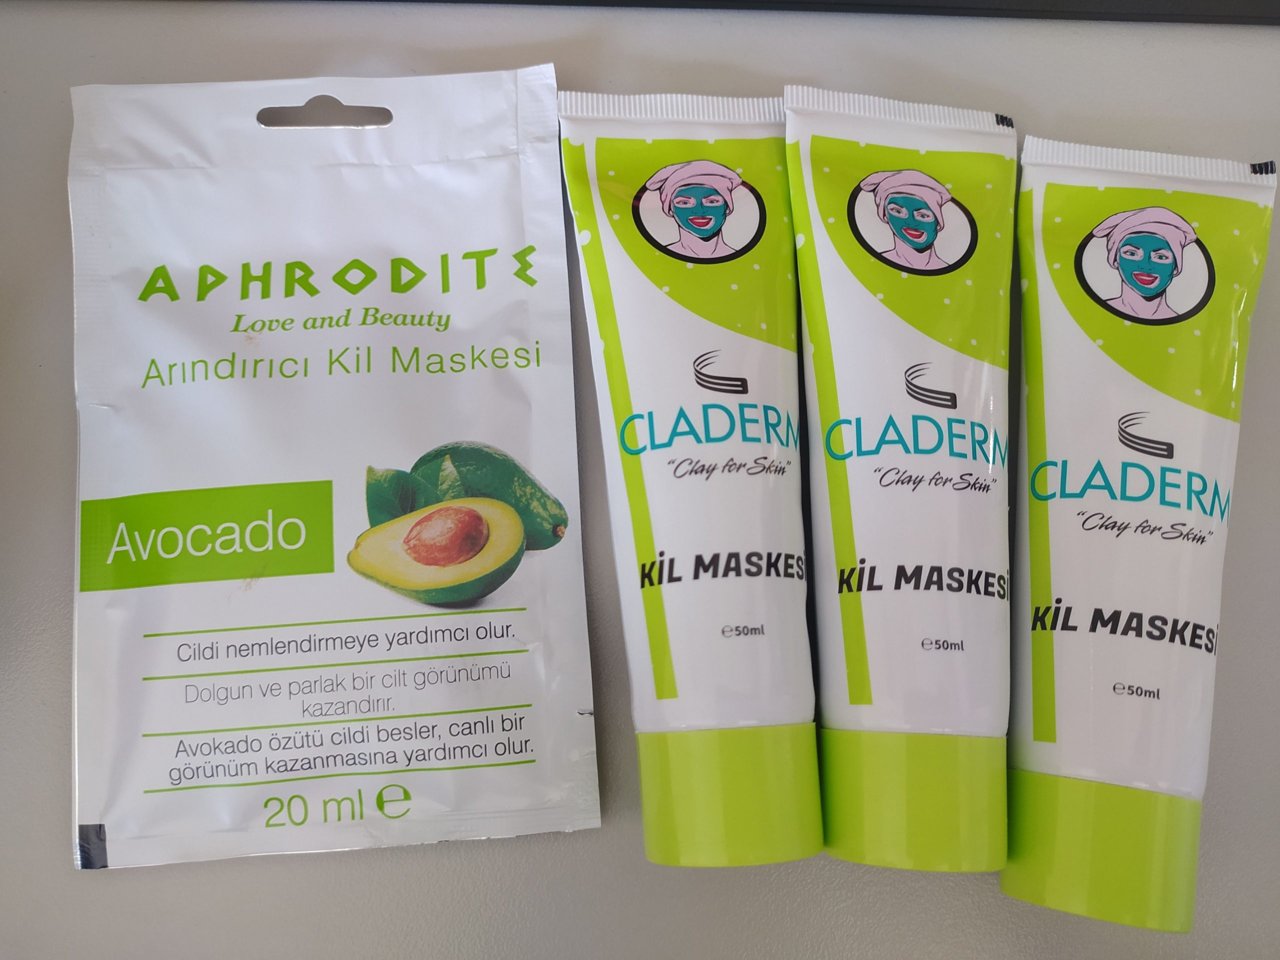 APHRODITE
Love and Beauty
Arındırıcı Kil Maskesi
Avocado
Cildi nemlendirmeye yardımcı olur.
Dolgun ve parlak bir cilt görünümü
kazandırır.
Avokado özütü cildi besler, canlı bir
görünüm kazanmasına yardımcı olur.
20 ml ℮
CLADERM
"Clay for Skin"
KİL MASKESİ
℮50ml
CLADERM
"Clay for Skin"
KİL MASKESİ
℮50ml
CLADERM
"Clay for Skin"
KİL MASKESİ
℮50ml